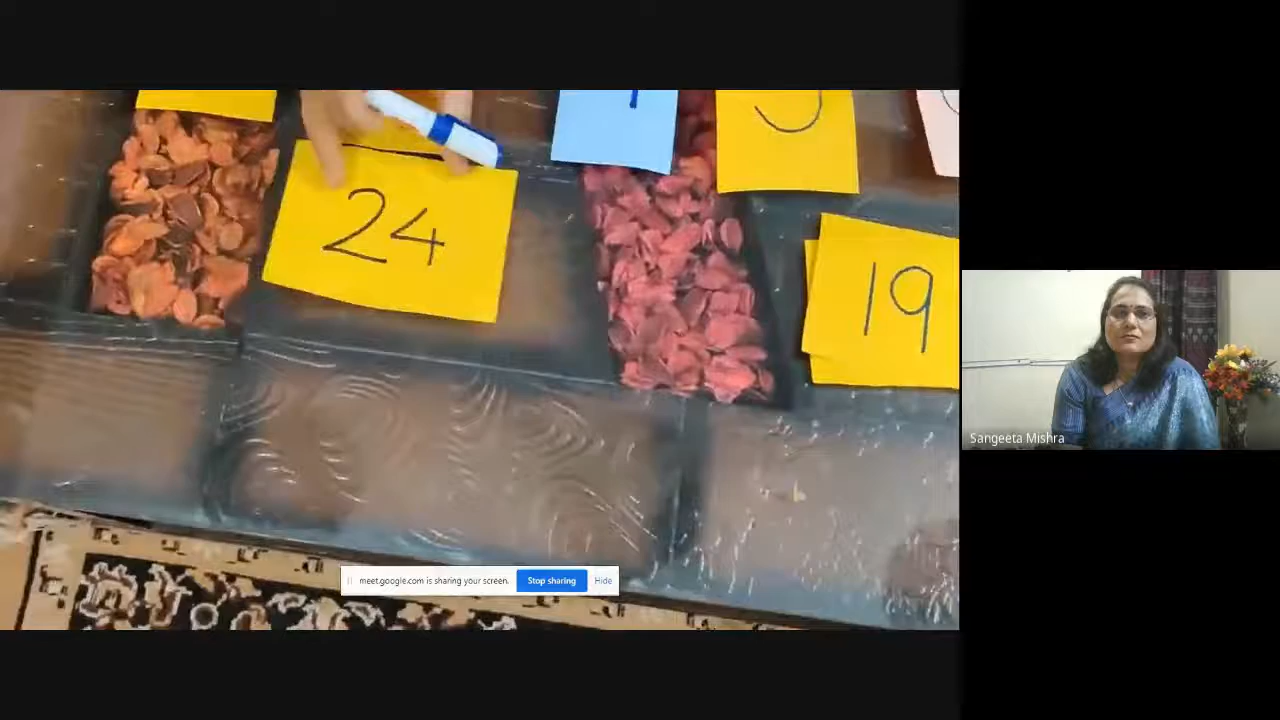 24
19
Sangeeta Mishra
meet.google.com is sharing your screen.
Stop sharing
Hide